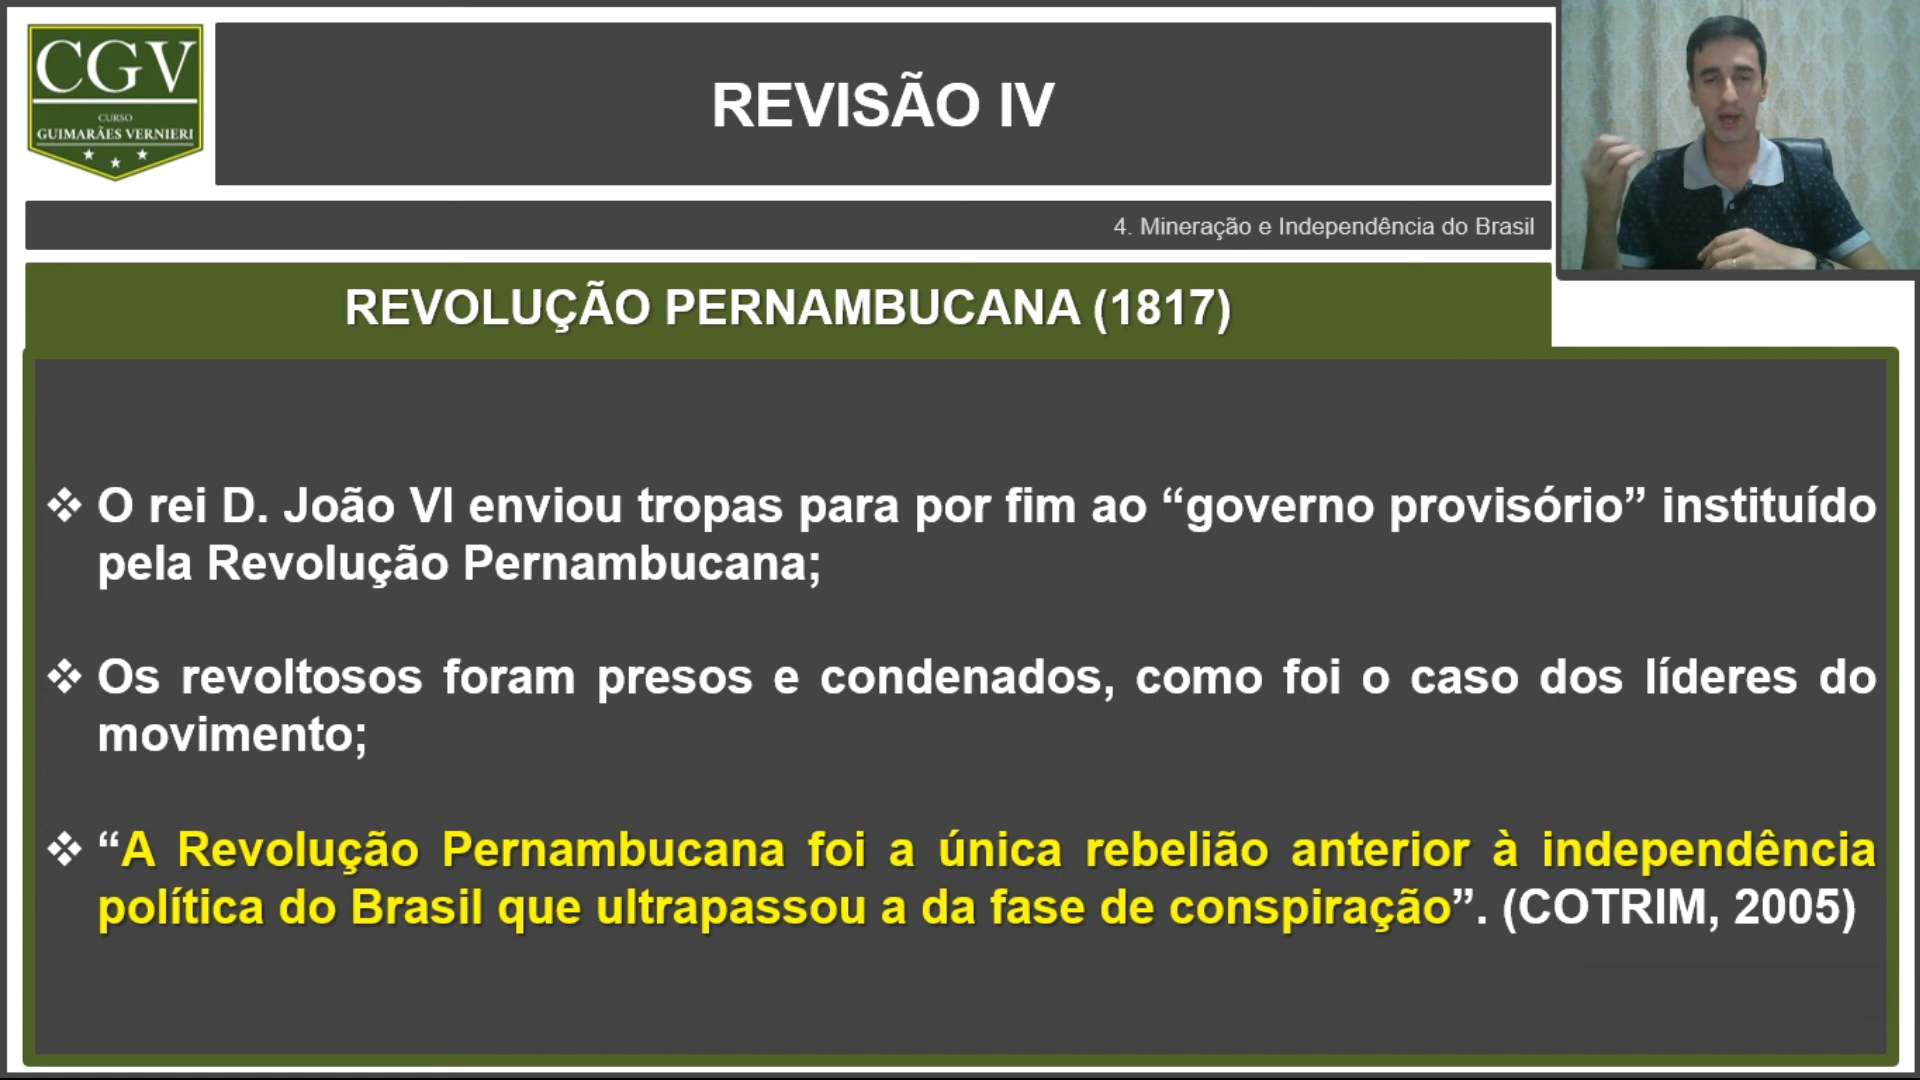 CGV
CURSO
GUIMARÃES VERNIERI
REVISÃO IV
4. Mineração e Independência do Brasil
REVOLUÇÃO PERNAMBUCANA (1817)
❖ O rei D. João VI enviou tropas para por fim ao “governo provisório” instituído
pela Revolução Pernambucana;
❖ Os revoltosos foram presos e condenados, como foi o caso dos líderes do
movimento;
❖ “A Revolução Pernambucana foi a única rebelião anterior à independência
política do Brasil que ultrapassou a da fase de conspiração”. (COTRIM, 2005)